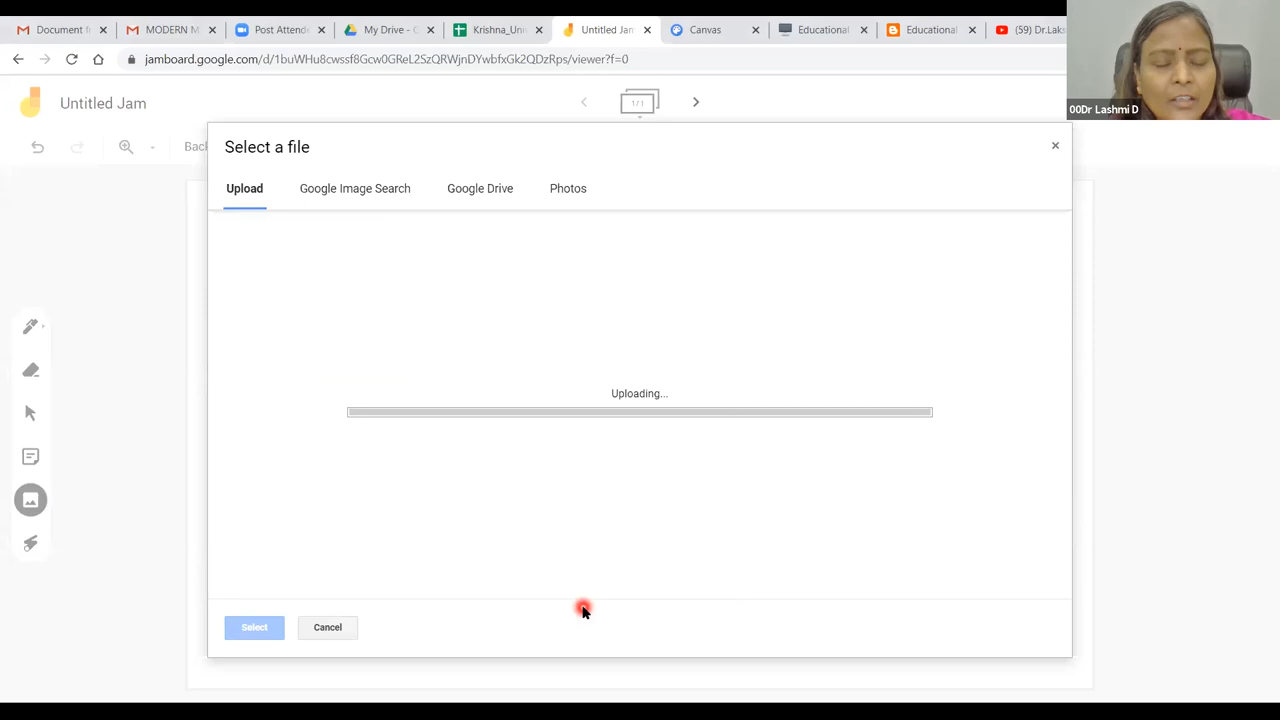 Document
MODERN M
Post Attend
My Drive - G
Krishna_Uni
Untitled Jam
Canvas
Educational
Educational
(59) Dr.Laks
jamboard.google.com/d/1buWHu8cwssf8Gcw0GReL2SzQRWjnDYwbfxGk2QDzRps/viewer?f=0
00Dr Lashmi D
Untitled Jam
1/1
Back
Select a file
Upload
Google Image Search
Google Drive
Photos
Uploading...
Select
Cancel